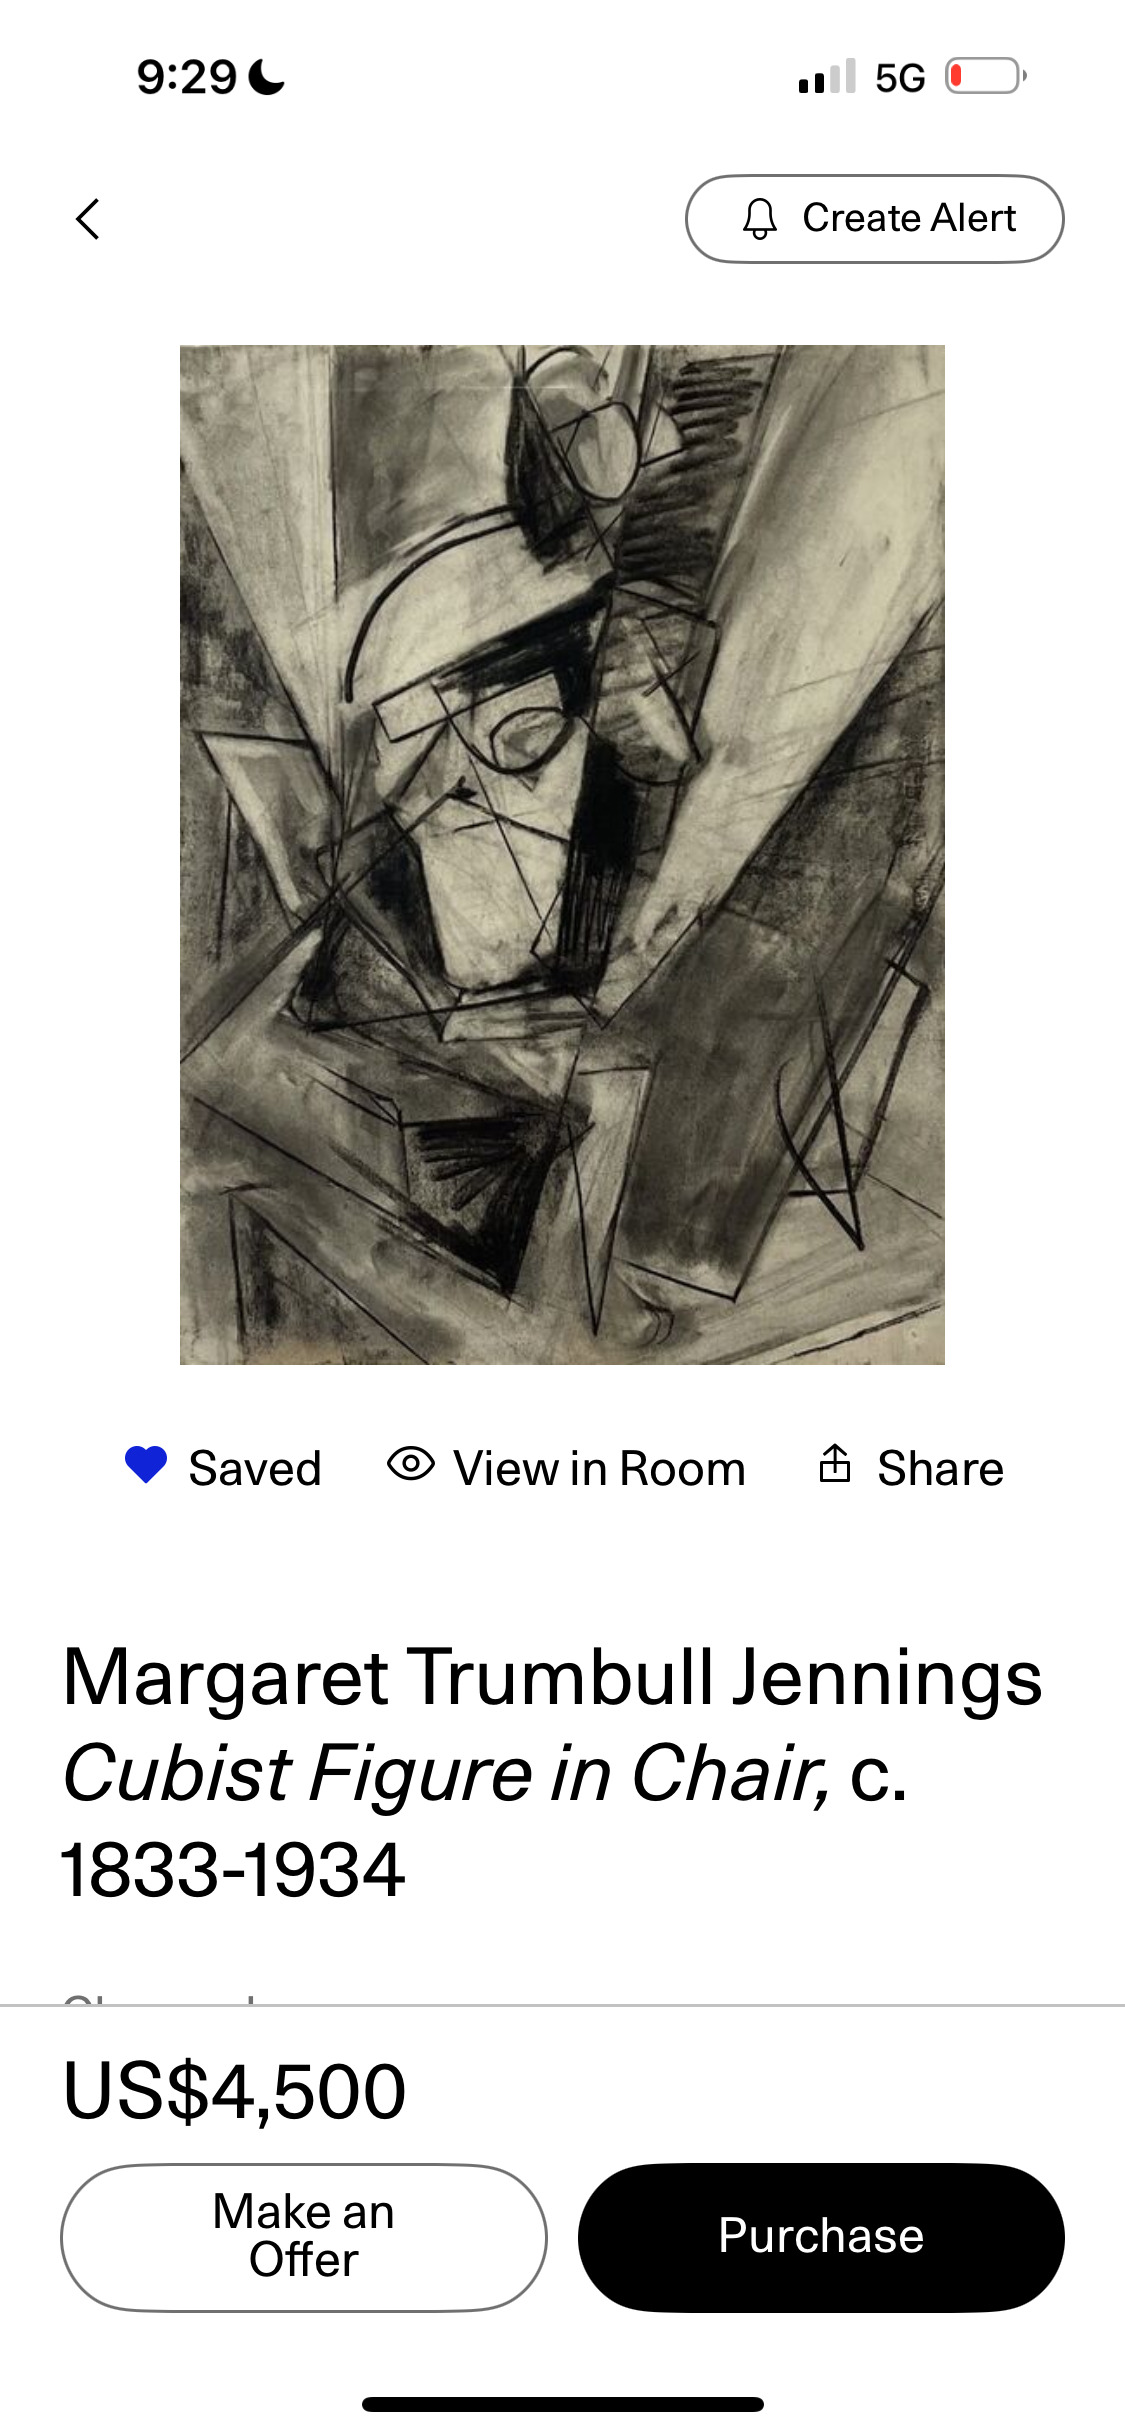 9:29 5G
Create Alert
Saved View in Room Share
Margaret Trumbull Jennings
Cubist Figure in Chair, c.
1833-1934
US$4,500
Make an
Offer
Purchase